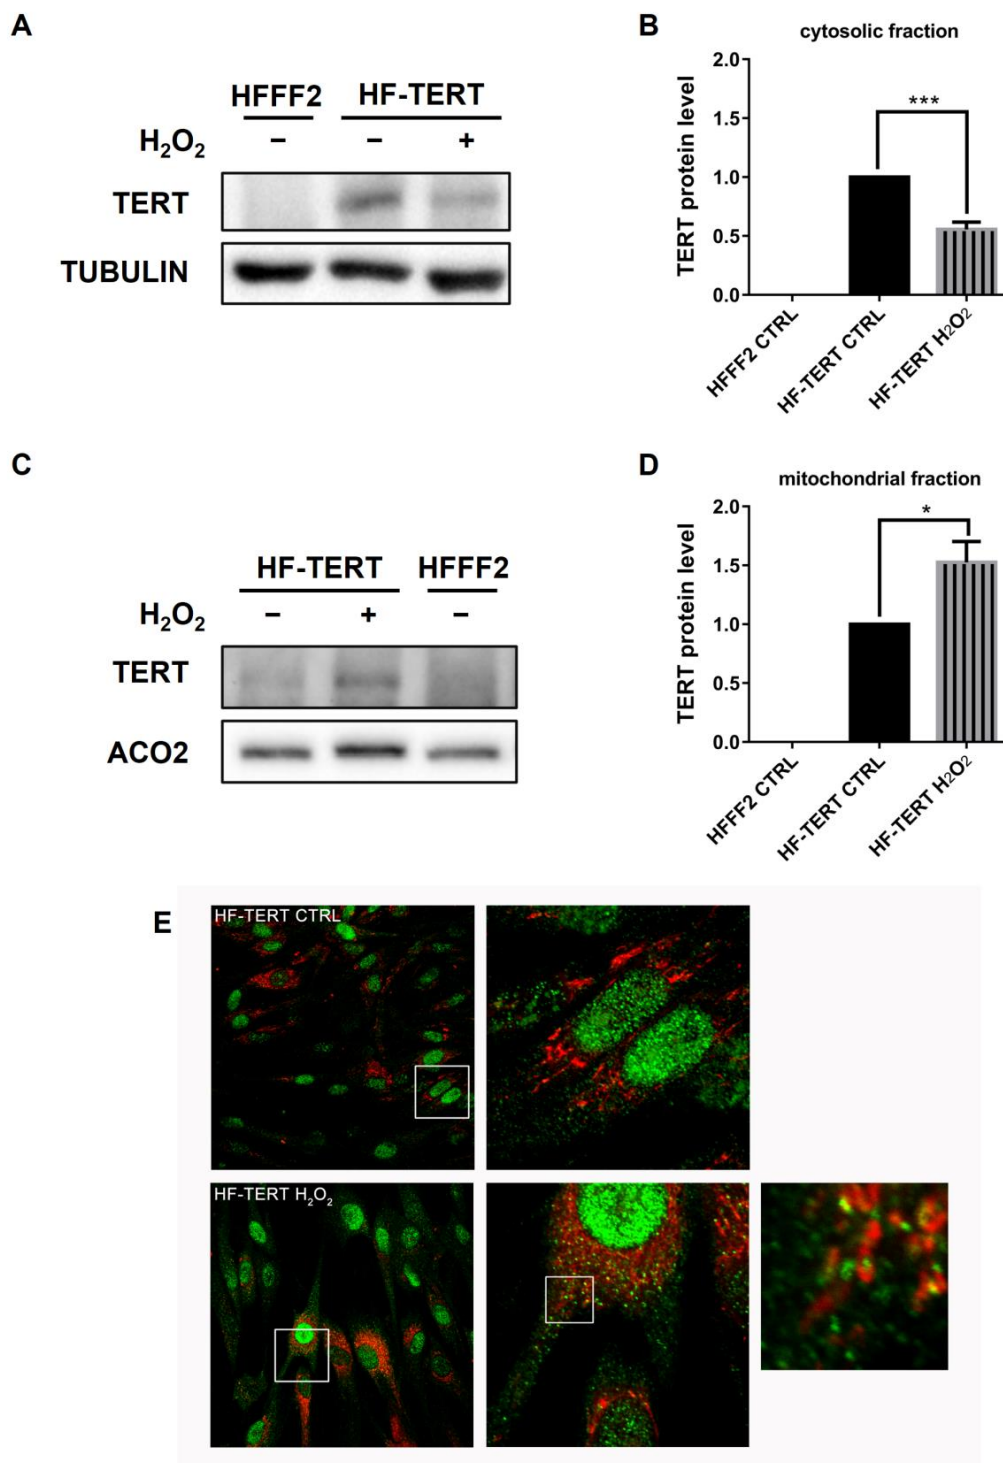 A
HFFF2 HF-TERT
H₂O₂ – – +
TERT
TUBULIN
B
cytosolic fraction
TERT protein level
2.0
1.5
1.0
0.5
0.0
***
HFFF2 CTRL
HF-TERT CTRL
HF-TERT H₂O₂
C
HF-TERT HFFF2
H₂O₂ – + –
TERT
ACO2
D
mitochondrial fraction
TERT protein level
2.0
1.5
1.0
0.5
0.0
*
HFFF2 CTRL
HF-TERT CTRL
HF-TERT H₂O₂
E
HF-TERT CTRL
HF-TERT H₂O₂